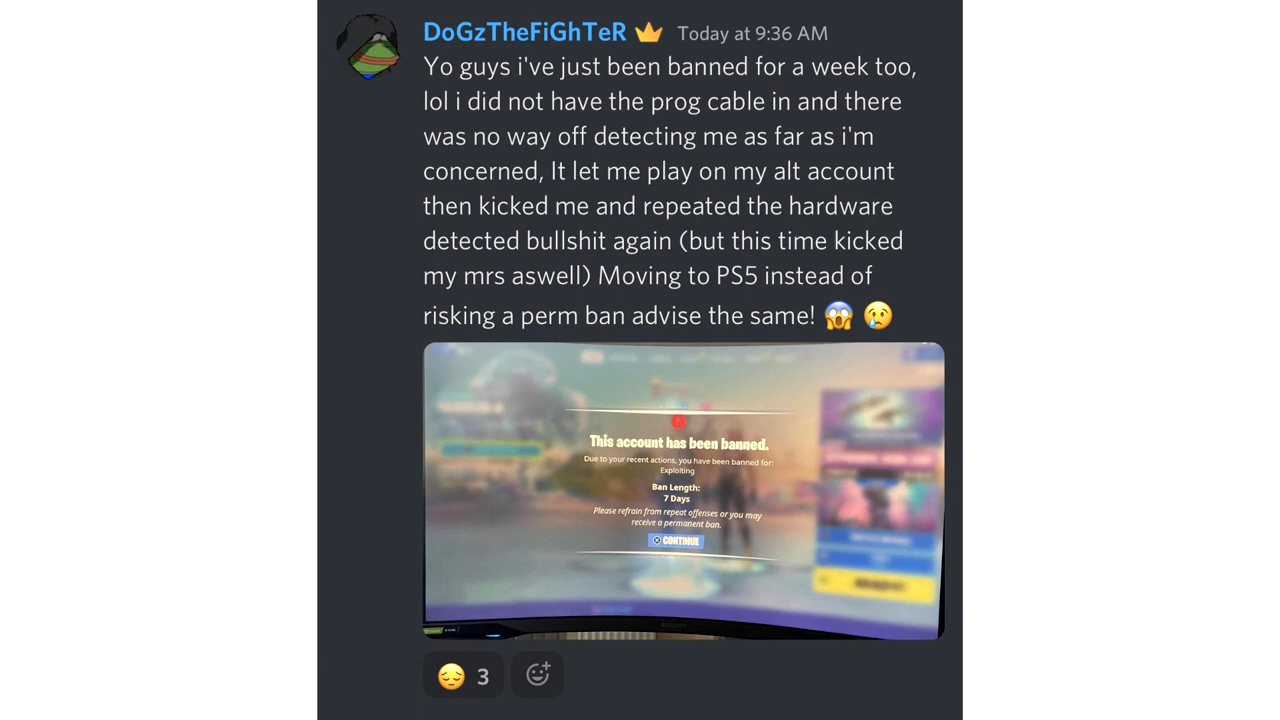 DoGzTheFiGhTeR Today at 9:36 AM
Yo guys i've just been banned for a week too,
lol i did not have the prog cable in and there
was no way off detecting me as far as i'm
concerned, It let me play on my alt account
then kicked me and repeated the hardware
detected bullshit again (but this time kicked
my mrs aswell) Moving to PS5 instead of
risking a perm ban advise the same! 😱 😢
This account has been banned.
Due to your recent actions, you have been banned for:
Exploiting
Ban Length:
7 Days
Please refrain from repeat offenses or you may
receive a permanent ban.
CONTINUE
SAMSUNG
😔 3